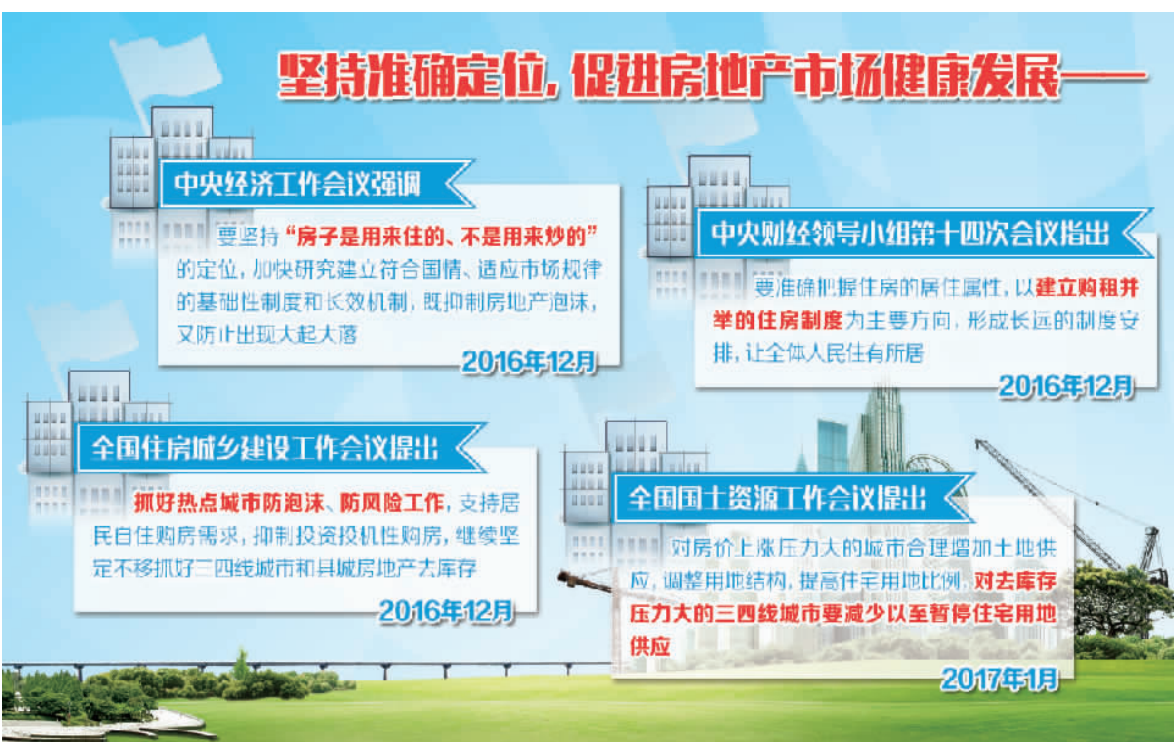 坚持准确定位,促进房地产市场健康发展——
中央经济工作会议强调
要坚持“房子是用来住的、不是用来炒的”
的定位,加快研究建立符合国情、适应市场规律
的基础性制度和长效机制,既抑制房地产泡沫,
又防止出现大起大落
2016年12月
中央财经领导小组第十四次会议指出
要准确把握住房的居住属性,以建立购租并
举的住房制度为主要方向,形成长远的制度安
排,让全体人民住有所居
2016年12月
全国住房城乡建设工作会议提出
抓好热点城市防泡沫、防风险工作,支持居
民自住购房需求,抑制投资投机性购房,继续坚
定不移抓好三四线城市和县城房地产去库存
2016年12月
全国国土资源工作会议提出
对房价上涨压力大的城市合理增加土地供
应,调整用地结构,提高住宅用地比例,对去库存
压力大的三四线城市要减少以至暂停住宅用地
供应
2017年1月